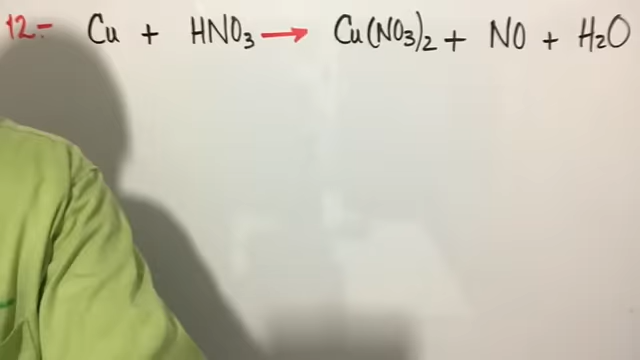 12.- Cu + HNO₃ → Cu(NO₃)₂ + NO + H₂O